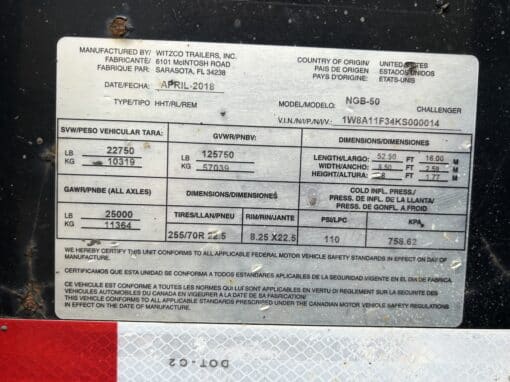 MANUFACTURED BY/ WITZCO TRAILERS, INC.
FABRICANTE/ 6101 McINTOSH ROAD
FABRIQUE PAR: SARASOTA, FL 34238
COUNTRY OF ORIGIN/ UNITED STATES
PAIS DE ORIGEN ESTADOS UNIDOS
PAYS D'ORIGINE: ETATS-UNIS
DATE/FECHA: APRIL-2018
TYPE/TIPO HHT/RL/REM
MODEL/MODELO: NGB-50 CHALLENGER
V.I.N./N/I/P/N/V.: 1W8A11F34KS000014
SVW/PESO VEHICULAR TARA:
LB 22750
KG 10319
GVWR/PNBV:
LB 125750
KG 57039
DIMENSIONS/DIMENSIONES
LENGTH/LARGO: 52.50 FT 16.00 M
WIDTH/ANCHO: 8.50 FT 2.59 M
HEIGHT/ALTURA: FT 1.77 M
GAWR/PNBE (ALL AXLES)
LB 25000
KG 11364
DIMENSIONS/DIMENSIONES
TIRES/LLAN/PNEU RIM/RIN/JANTE
255/70R 22.5 8.25 X22.5
COLD INFL. PRESS/
PRESS. DE INFL. DE LA LLANTA/
PRESS. DE GONFL. A FROID
PSI/LPC KPA
110 758.62
WE HEREBY CERTIFY THIS UNIT CONFORMS TO ALL APPLICABLE FEDERAL MOTOR VEHICLE SAFETY STANDARDS IN EFFECT ON DAY OF
MANUFACTURE.
CERTIFICAMOS QUE ESTA UNIDAD SE CONFORMA A TODOS ESTANDARES APLICABLES DE SEGURIDAD VIGENTE EN EL DIA DE FABRICA
CE VEHICULE EST CONFORME A TOUTES LES NORMES QUI LUI SONT APPLICABLES EN VERTU DU REGLEMENT SUR LA SECURITE DES
VEHICULES AUTOMOBILES DU CANADA EN VIGUEUR A LA DATE DE SA FABRICATION/
THIS VEHICLE CONFORMS TO ALL APPLICABLE STANDARDS PRESCRIBED UNDER THE CANADIAN MOTOR VEHICLE SAFETY REGULATIONS
IN EFFECT ON THE DATE OF MANUFACTURE.
DOT-C2